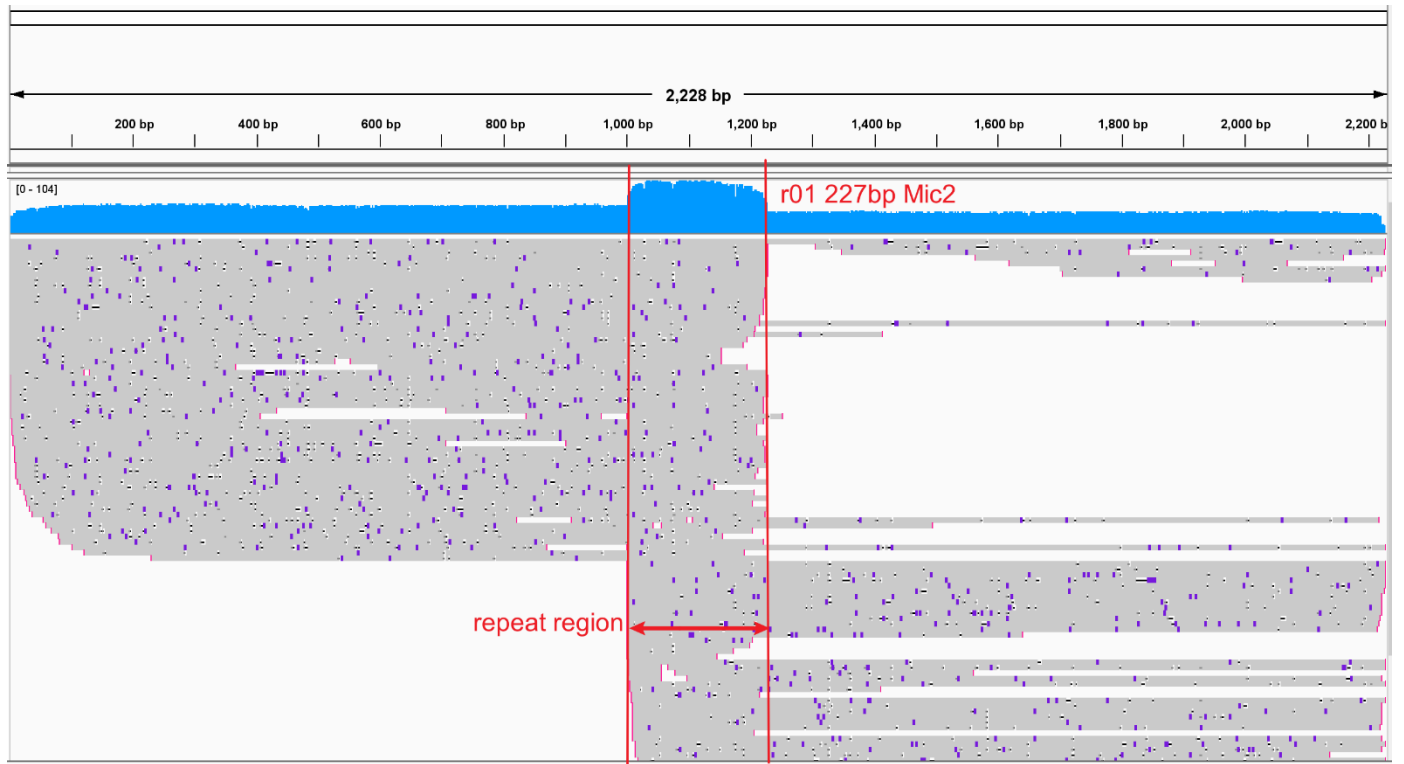 2,228 bp
200 bp 400 bp 600 bp 800 bp 1,000 bp 1,200 bp 1,400 bp 1,600 bp 1,800 bp 2,000 bp 2,200 b
[0 - 104]
r01 227bp Mic2
repeat region